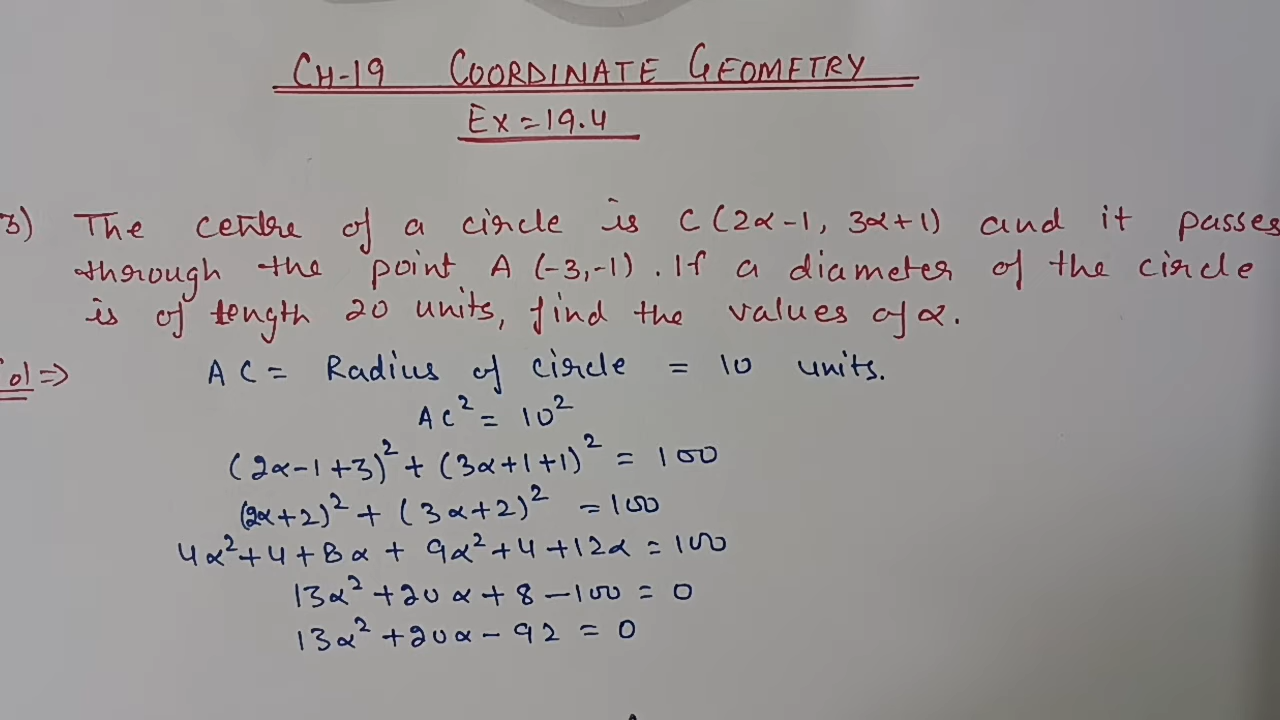 CH-19 COORDINATE GEOMETRY
Ex = 19.4
3) The centre of a circle is C(2α-1, 3α+1) and it passes
through the point A (-3,-1). If a diameter of the circle
is of length 20 units, find the values of α.
Sol ⇒ AC = Radius of circle = 10 units.
AC² = 10²
(2α-1+3)² + (3α+1+1)² = 100
(2α+2)² + (3α+2)² = 100
4α²+4+8α + 9α²+4+12α = 100
13α²+20α+8-100 = 0
13α²+20α-92 = 0